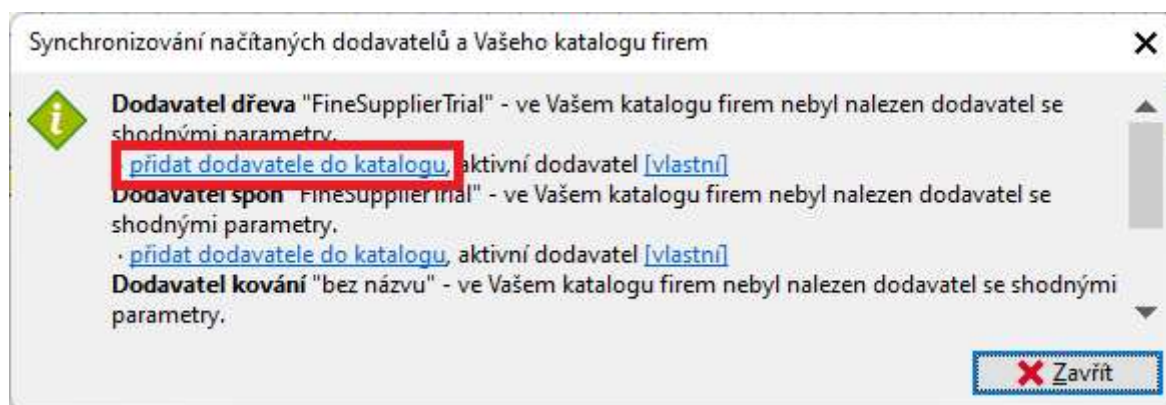 Synchronizování načítaných dodavatelů a Vašeho katalogu firem
Dodavatel dřeva "FineSupplierTrial" - ve Vašem katalogu firem nebyl nalezen dodavatel se
shodnými parametry.
· přidat dodavatele do katalogu, aktivní dodavatel [vlastní]
Dodavatel spon "FineSupplierTrial" - ve Vašem katalogu firem nebyl nalezen dodavatel se
shodnými parametry.
· přidat dodavatele do katalogu, aktivní dodavatel [vlastní]
Dodavatel kování "bez názvu" - ve Vašem katalogu firem nebyl nalezen dodavatel se shodnými
parametry.
Zavřít